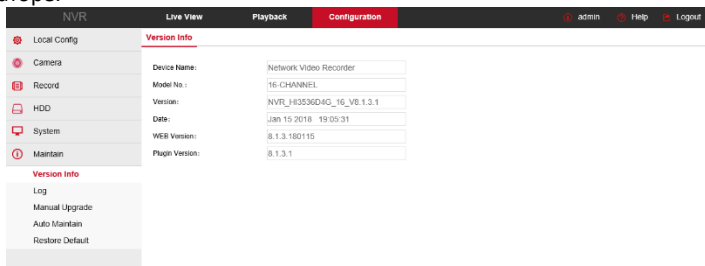 NVR Live View Playback Configuration admin Help Logout
Local Config
Camera
Record
HDD
System
Maintain
Version Info
Log
Manual Upgrade
Auto Maintain
Restore Default
Version Info
Device Name: Network Video Recorder
Model No.: 16-CHANNEL
Version: NVR_HI3536D4G_16_V8.1.3.1
Date: Jan 15 2018 19:05:31
WEB Version: 8.1.3.180115
Plugin Version: 8.1.3.1